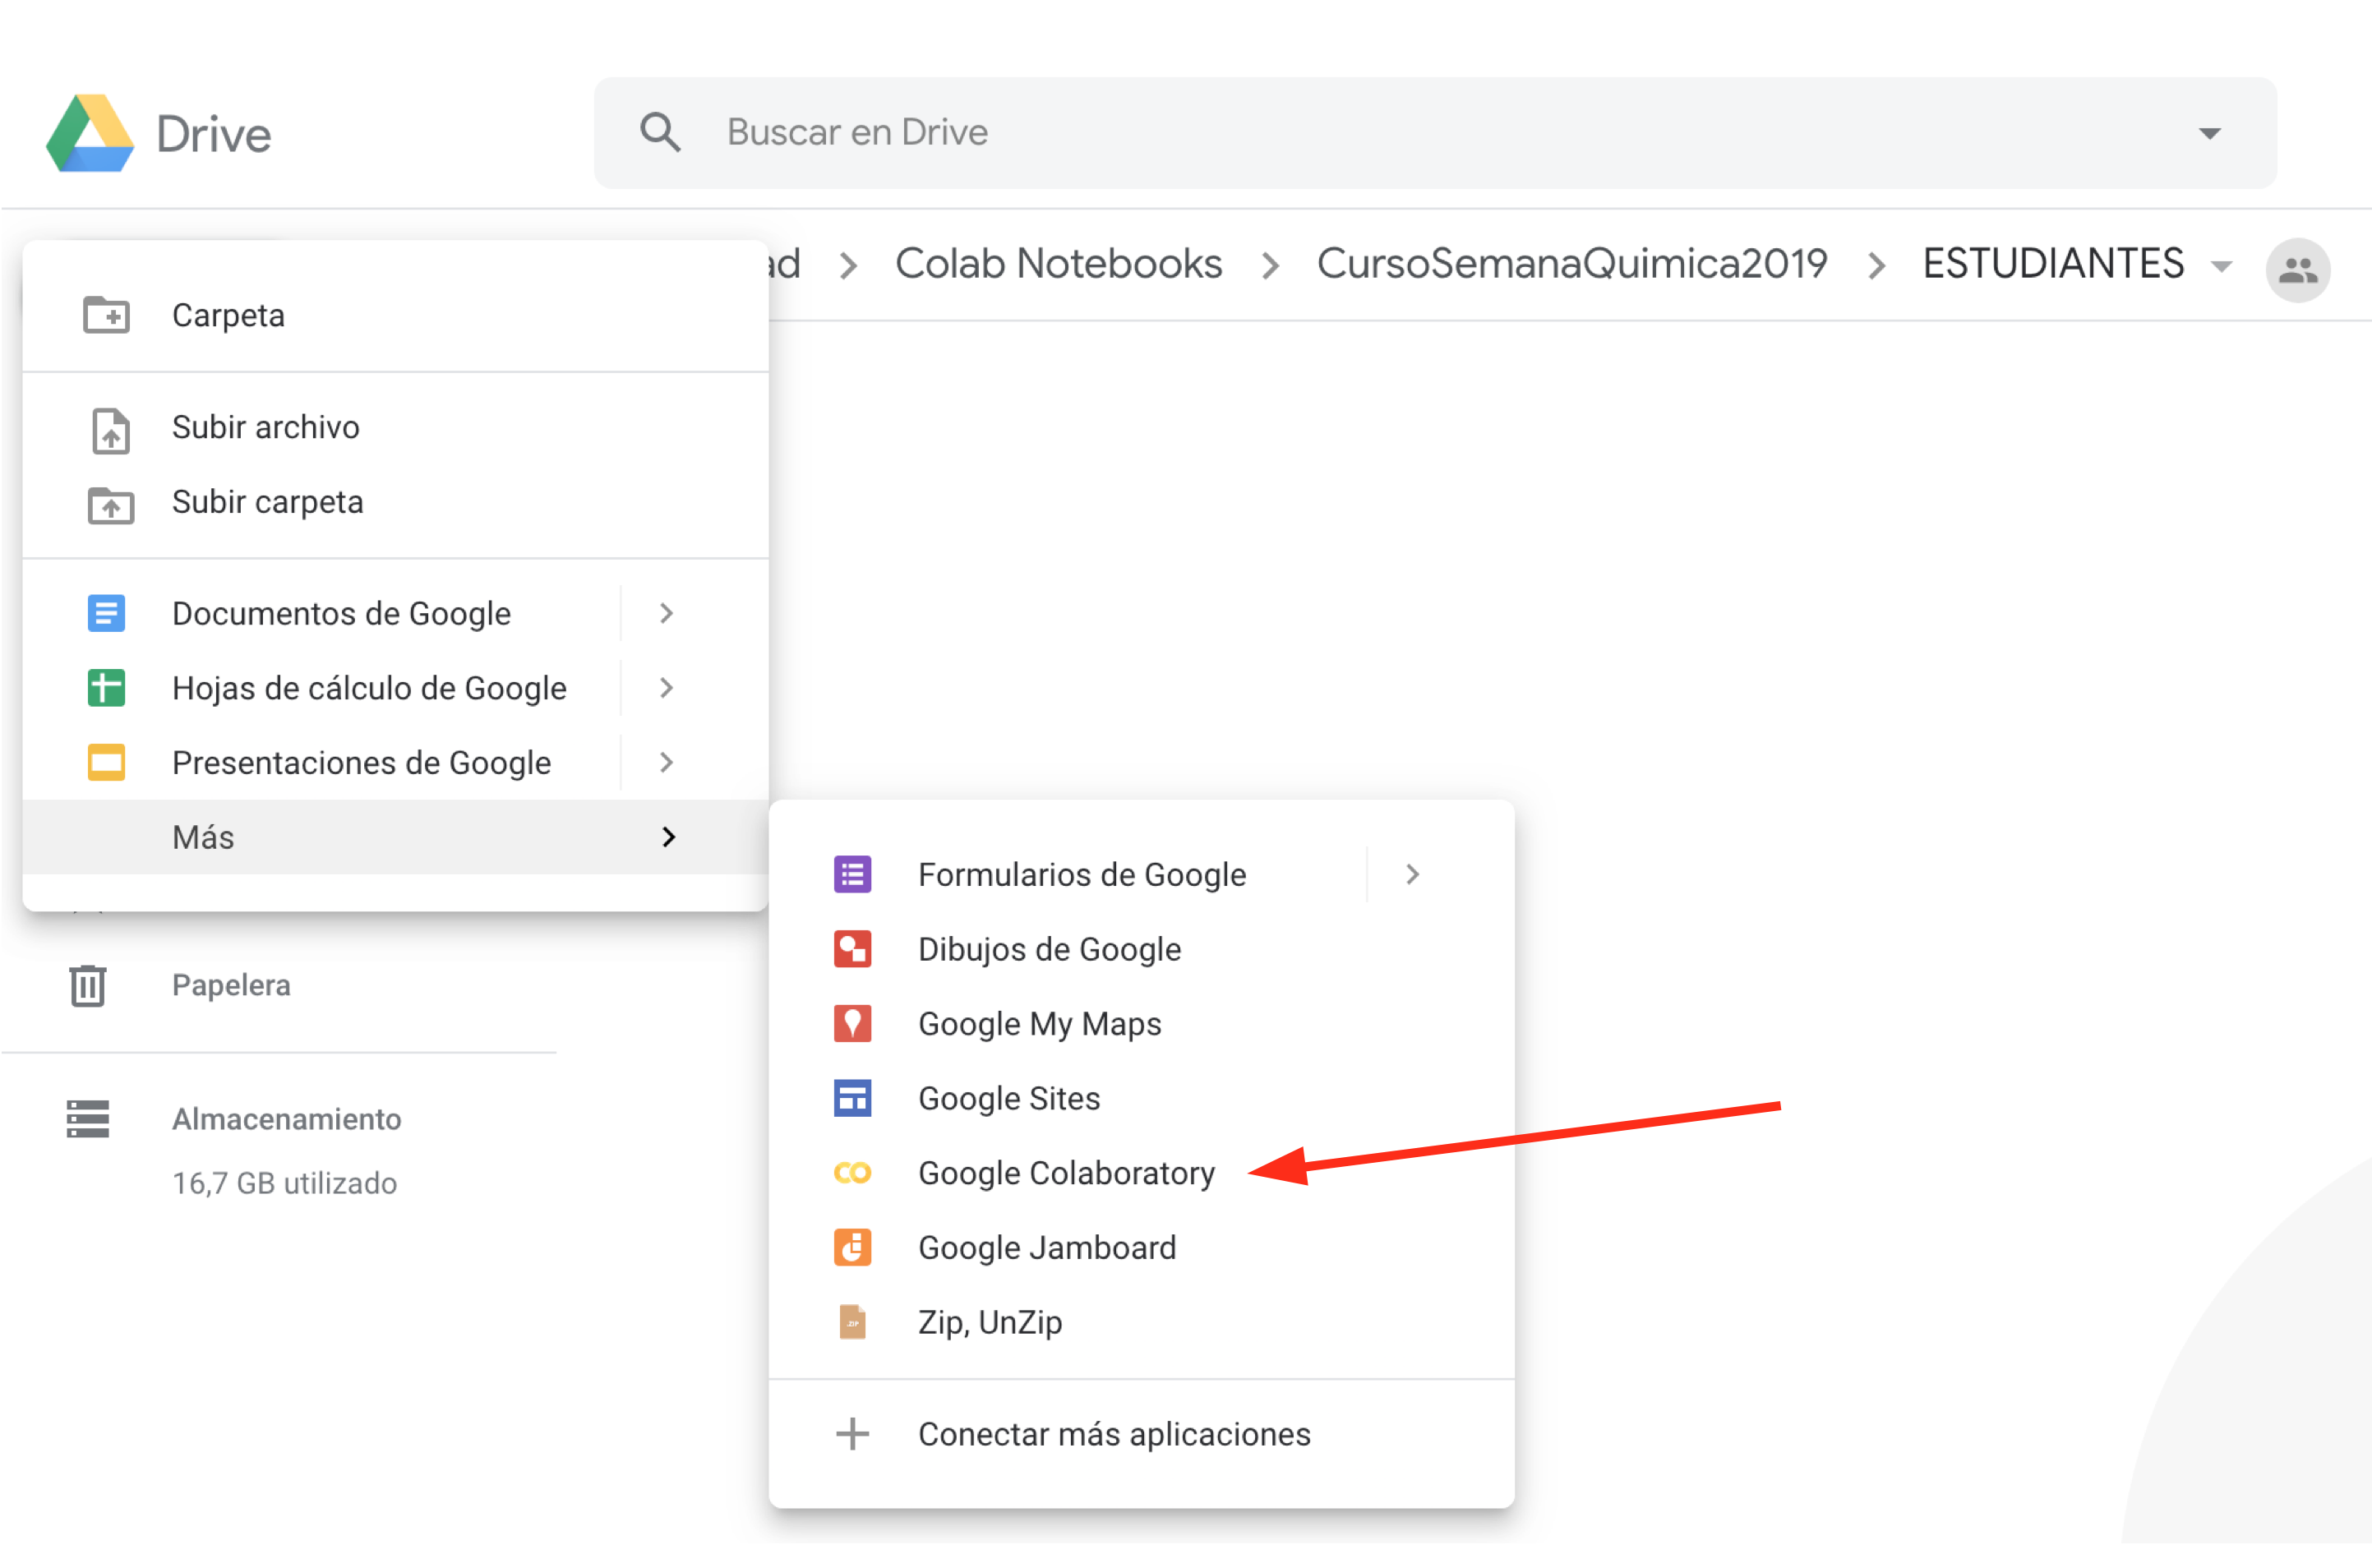 Drive
Buscar en Drive
ad > Colab Notebooks > CursoSemanaQuimica2019 > ESTUDIANTES
Carpeta
Subir archivo
Subir carpeta
Documentos de Google
Hojas de cálculo de Google
Presentaciones de Google
Más
Formularios de Google
Dibujos de Google
Google My Maps
Google Sites
Google Colaboratory
Google Jamboard
.ZIP
Zip, UnZip
Conectar más aplicaciones
Papelera
Almacenamiento
16,7 GB utilizado